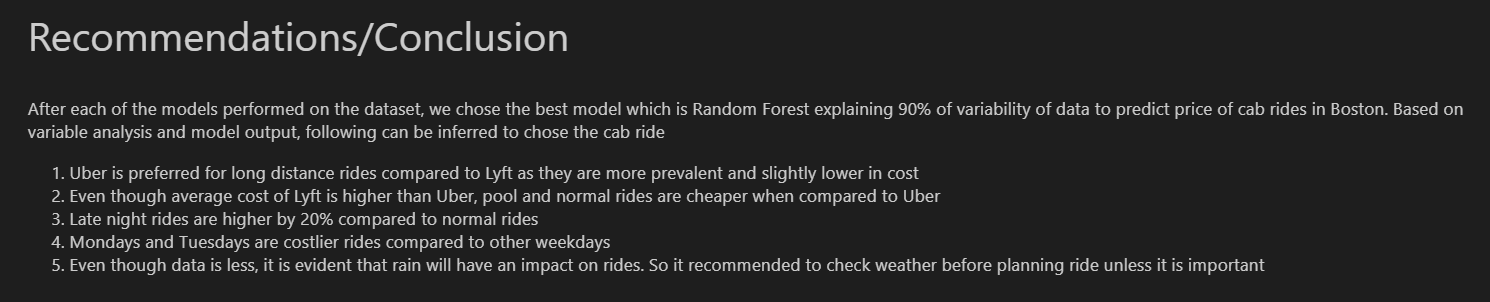 Recommendations/Conclusion
After each of the models performed on the dataset, we chose the best model which is Random Forest explaining 90% of variability of data to predict price of cab rides in Boston. Based on
variable analysis and model output, following can be inferred to chose the cab ride
1. Uber is preferred for long distance rides compared to Lyft as they are more prevalent and slightly lower in cost
2. Even though average cost of Lyft is higher than Uber, pool and normal rides are cheaper when compared to Uber
3. Late night rides are higher by 20% compared to normal rides
4. Mondays and Tuesdays are costlier rides compared to other weekdays
5. Even though data is less, it is evident that rain will have an impact on rides. So it recommended to check weather before planning ride unless it is important